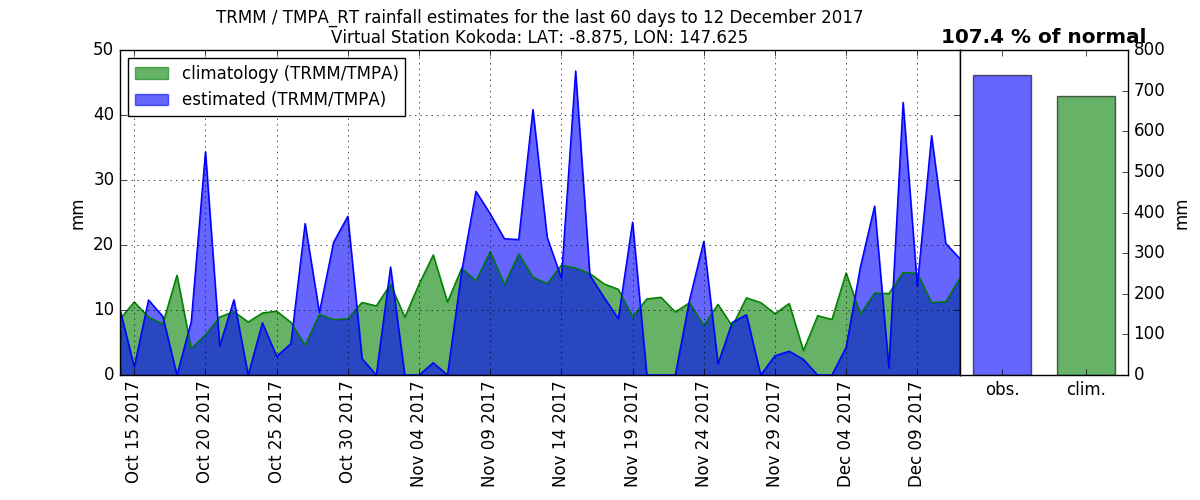 TRMM / TMPA_RT rainfall estimates for the last 60 days to 12 December 2017
Virtual Station Kokoda: LAT: -8.875, LON: 147.625
107.4 % of normal
climatology (TRMM/TMPA)
estimated (TRMM/TMPA)
50
40
30
20
10
0
mm
800
700
600
500
400
300
200
100
0
mm
Oct 15 2017
Oct 20 2017
Oct 25 2017
Oct 30 2017
Nov 04 2017
Nov 09 2017
Nov 14 2017
Nov 19 2017
Nov 24 2017
Nov 29 2017
Dec 04 2017
Dec 09 2017
obs.
clim.